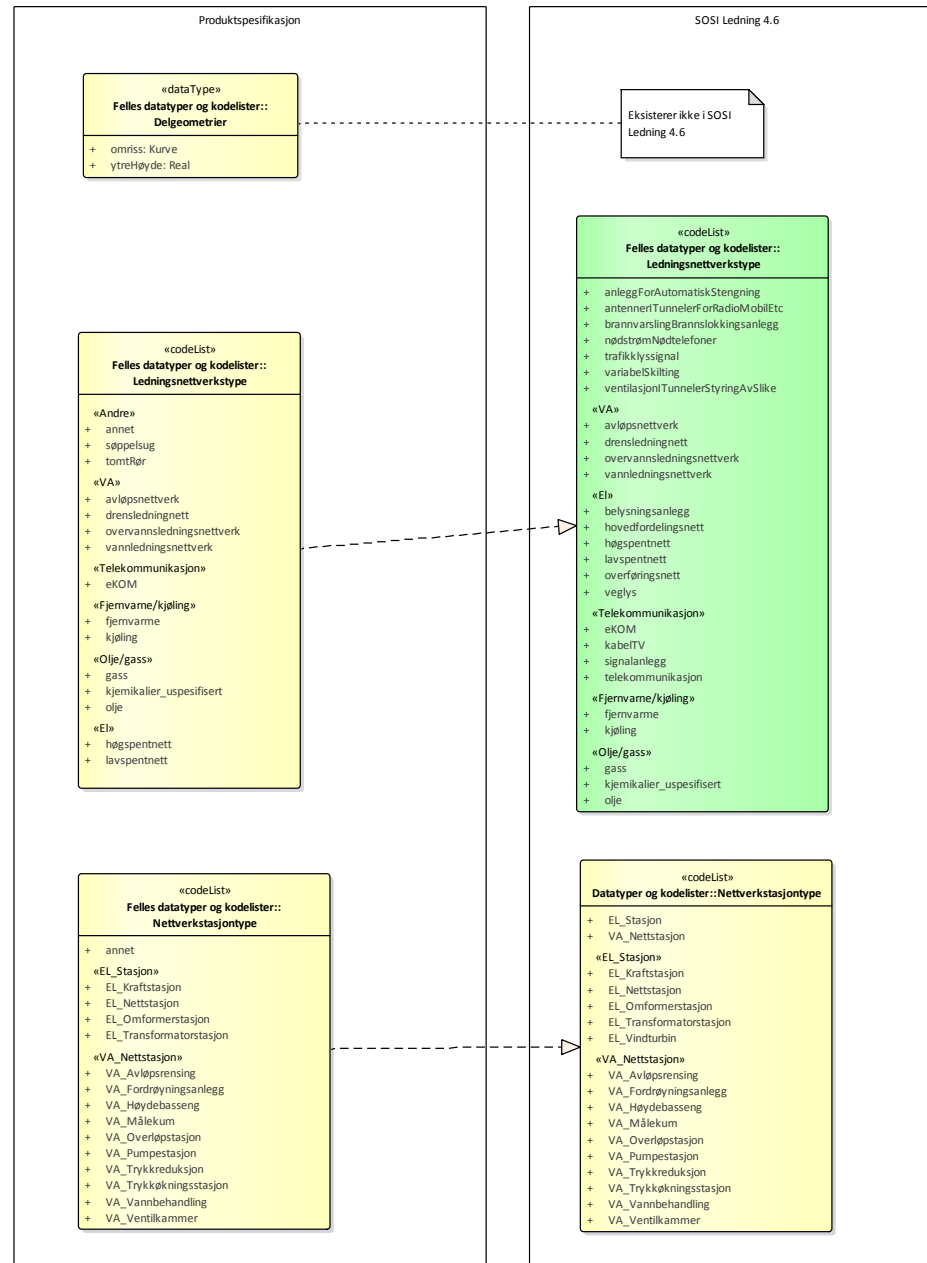 Produktspesifikasjon
«dataType»
Felles datatyper og kodelister::
Delgeometrier
+ omriss: Kurve
+ ytreHøyde: Real
«codeList»
Felles datatyper og kodelister::
Ledningsnettverkstype
«Andre»
+ annet
+ søppelsug
+ tomtRør
«VA»
+ avløpsnettverk
+ drensledningnett
+ overvannsledningsnettverk
+ vannledningsnettverk
«Telekommunikasjon»
+ eKOM
«Fjernvarne/kjøling»
+ fjernvarme
+ kjøling
«Olje/gass»
+ gass
+ kjemikalier_uspesifisert
+ olje
«El»
+ høgspentnett
+ lavspentnett
«codeList»
Felles datatyper og kodelister::
Nettverkstasjontype
+ annet
«EL_Stasjon»
+ EL_Kraftstasjon
+ EL_Nettstasjon
+ EL_Omformerstasjon
+ EL_Transformatorstasjon
«VA_Nettstasjon»
+ VA_Avløpsrensing
+ VA_Fordrøyningsanlegg
+ VA_Høydebasseng
+ VA_Målekum
+ VA_Overløpstasjon
+ VA_Pumpestasjon
+ VA_Trykkreduksjon
+ VA_Trykkøkningsstasjon
+ VA_Vannbehandling
+ VA_Ventilkammer
SOSI Ledning 4.6
Eksisterer ikke i SOSI
Ledning 4.6
«codeList»
Felles datatyper og kodelister::
Ledningsnettverkstype
+ anleggForAutomatiskStengning
+ antennerITunnelerForRadioMobilEtc
+ brannvarslingBrannslokkingsanlegg
+ nødstrømNødtelefoner
+ trafikklyssignal
+ variabelSkilting
+ ventilasjonITunnelerStyringAvSlike
«VA»
+ avløpsnettverk
+ drensledningnett
+ overvannsledningsnettverk
+ vannledningsnettverk
«El»
+ belysningsanlegg
+ hovedfordelingsnett
+ høgspentnett
+ lavspentnett
+ overføringsnett
+ veglys
«Telekommunikasjon»
+ eKOM
+ kabelTV
+ signalanlegg
+ telekommunikasjon
«Fjernvarne/kjøling»
+ fjernvarme
+ kjøling
«Olje/gass»
+ gass
+ kjemikalier_uspesifisert
+ olje
«codeList»
Datatyper og kodelister::Nettverkstasjontype
+ EL_Stasjon
+ VA_Nettstasjon
«EL_Stasjon»
+ EL_Kraftstasjon
+ EL_Nettstasjon
+ EL_Omformerstasjon
+ EL_Transformatorstasjon
+ EL_Vindturbin
«VA_Nettstasjon»
+ VA_Avløpsrensing
+ VA_Fordrøyningsanlegg
+ VA_Høydebasseng
+ VA_Målekum
+ VA_Overløpstasjon
+ VA_Pumpestasjon
+ VA_Trykkreduksjon
+ VA_Trykkøkningsstasjon
+ VA_Vannbehandling
+ VA_Ventilkammer